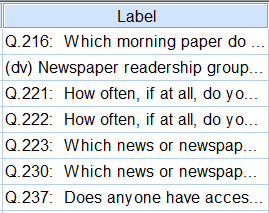 Label
Q.216: Which morning paper do ...
(dv) Newspaper readership group...
Q.221: How often, if at all, do yo...
Q.222: How often, if at all, do yo...
Q.223: Which news or newspap...
Q.230: Which news or newspap...
Q.237: Does anyone have acces...